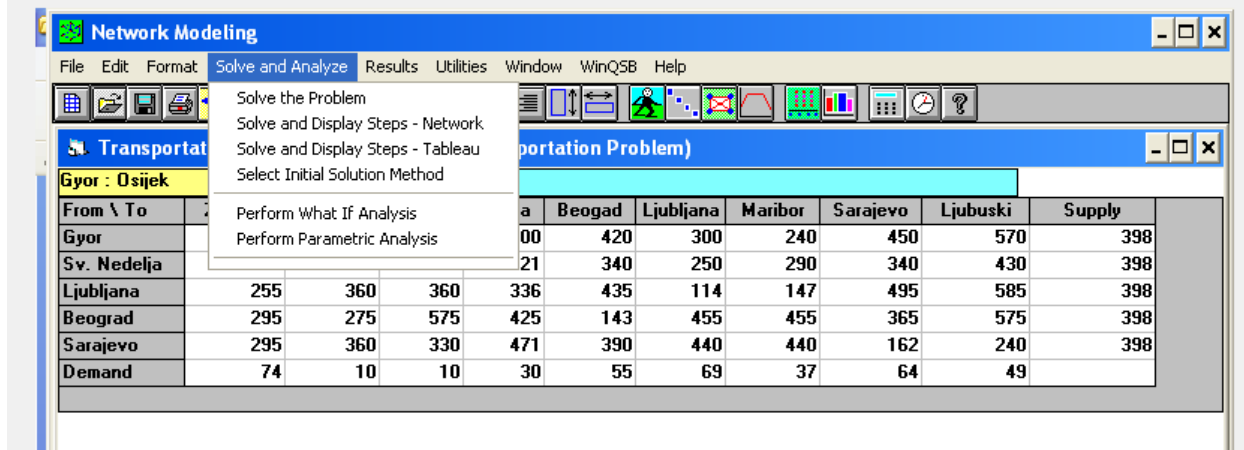 Network Modeling
File Edit Format Solve and Analyze Results Utilities Window WinQSB Help
Solve the Problem
Solve and Display Steps - Network
Solve and Display Steps - Tableau
Select Initial Solution Method
Perform What If Analysis
Perform Parametric Analysis
Transportat portation Problem)
Gyor : Osijek
From \ To a Beogad Ljubljana Maribor Sarajevo Ljubuski Supply
Gyor 00 420 300 240 450 570 398
Sv. Nedelja 21 340 250 290 340 430 398
Ljubljana 255 360 360 336 435 114 147 495 585 398
Beograd 295 275 575 425 143 455 455 365 575 398
Sarajevo 295 360 330 471 390 440 440 162 240 398
Demand 74 10 10 30 55 69 37 64 49